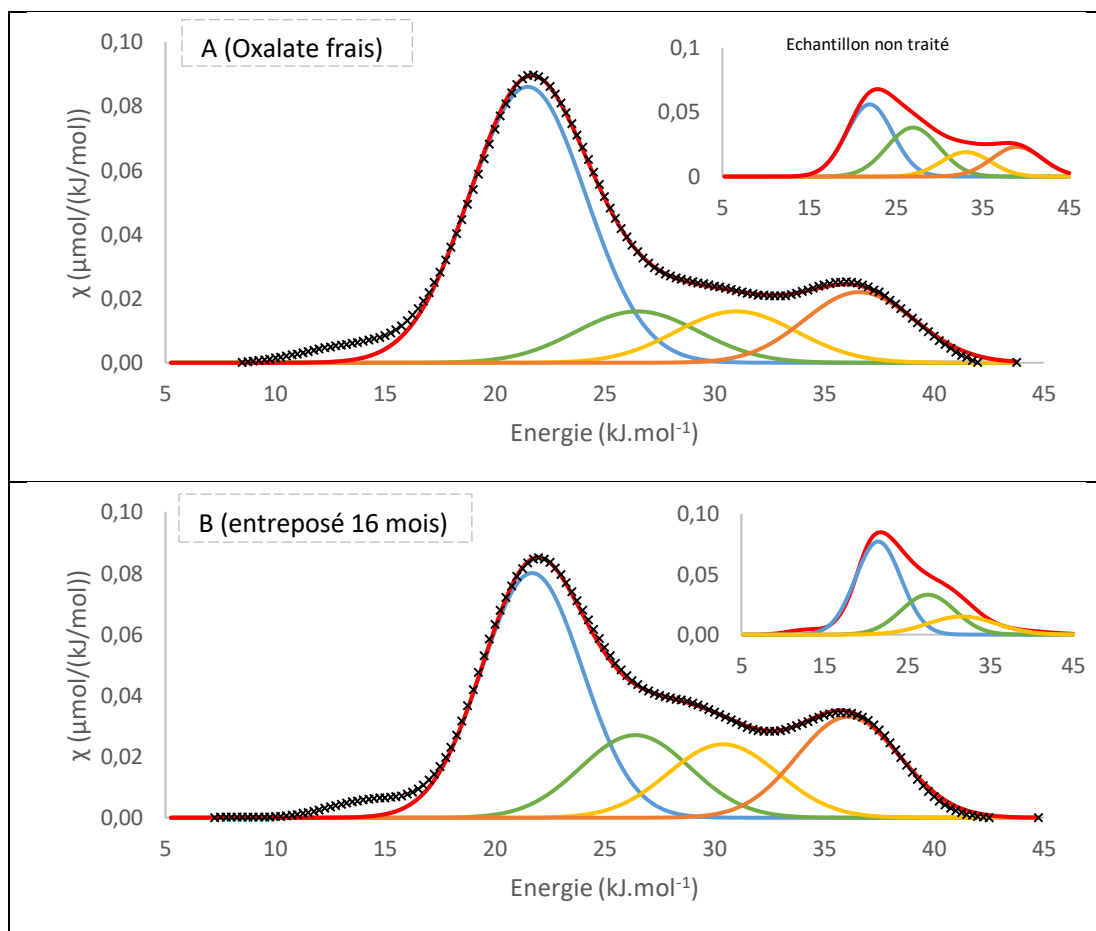 A (Oxalate frais)
χ (µmol/(kJ/mol))
0,10
0,08
0,06
0,04
0,02
0,00
5 10 15 20 25 30 35 40 45
Energie (kJ.mol⁻¹)
Echantillon non traité
0,1
0,05
0
5 15 25 35 45
B (entreposé 16 mois)
χ (µmol/(kJ/mol))
0,10
0,08
0,06
0,04
0,02
0,00
5 10 15 20 25 30 35 40 45
Energie (kJ.mol⁻¹)
0,10
0,05
0,00
5 15 25 35 45